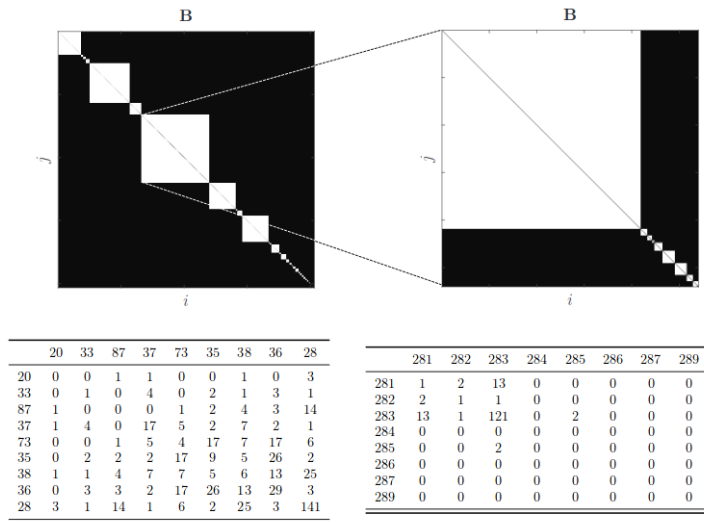 B
B
j
j
i
i
20 33 87 37 73 35 38 36 28
20 0 0 1 1 0 0 1 0 3
33 0 1 0 4 0 2 1 3 1
87 1 0 0 0 1 2 4 3 14
37 1 4 0 17 5 2 7 2 1
73 0 0 1 5 4 17 7 17 6
35 0 2 2 2 17 9 5 26 2
38 1 1 4 7 7 5 6 13 25
36 0 3 3 2 17 26 13 29 3
28 3 1 14 1 6 2 25 3 141
281 282 283 284 285 286 287 289
281 1 2 13 0 0 0 0 0
282 2 1 1 0 0 0 0 0
283 13 1 121 0 2 0 0 0
284 0 0 0 0 0 0 0 0
285 0 0 2 0 0 0 0 0
286 0 0 0 0 0 0 0 0
287 0 0 0 0 0 0 0 0
289 0 0 0 0 0 0 0 0